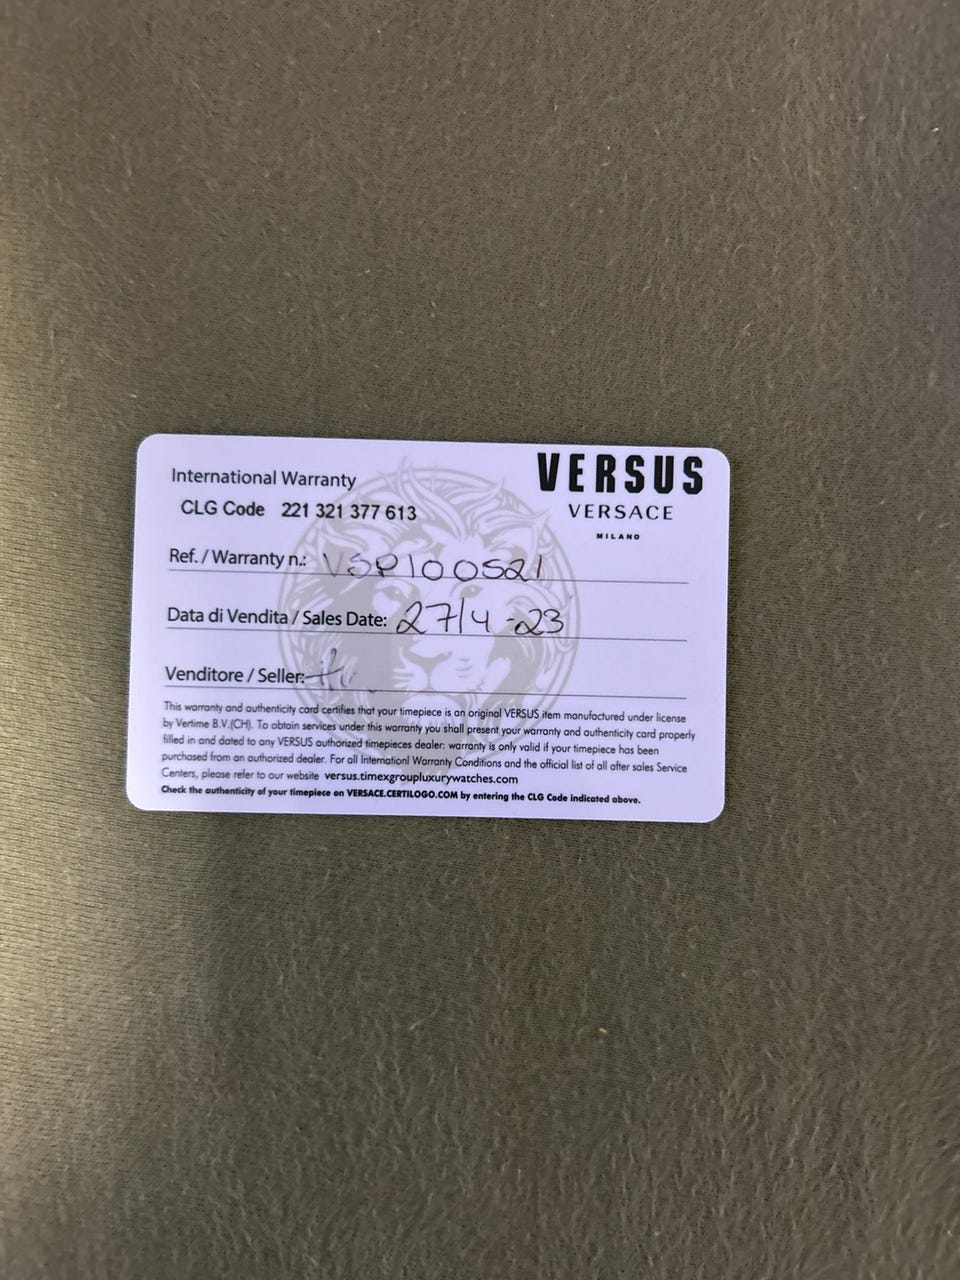 International Warranty
VERSUS
VERSACE
MILANO
CLG Code 221 321 377 613
Ref. / Warranty n.: VSP100521
Data di Vendita / Sales Date: 27/4-23
Venditore / Seller:
This warranty and authenticity card certifies that your timepiece is an original VERSUS item manufactured under license
by Vertime B.V.(CH). To obtain services under this warranty you shall present your warranty and authenticity card properly
filled in and dated to any VERSUS authorized timepieces dealer: warranty is only valid if your timepiece has been
purchased from an authorized dealer. For all Internationl Warranty Conditions and the official list of all after sales Service
Centers, please refer to our website versus.timexgroupluxurywatches.com
Check the authenticity of your timepiece on VERSACE.CERTILOGO.COM by entering the CLG Code indicated above.